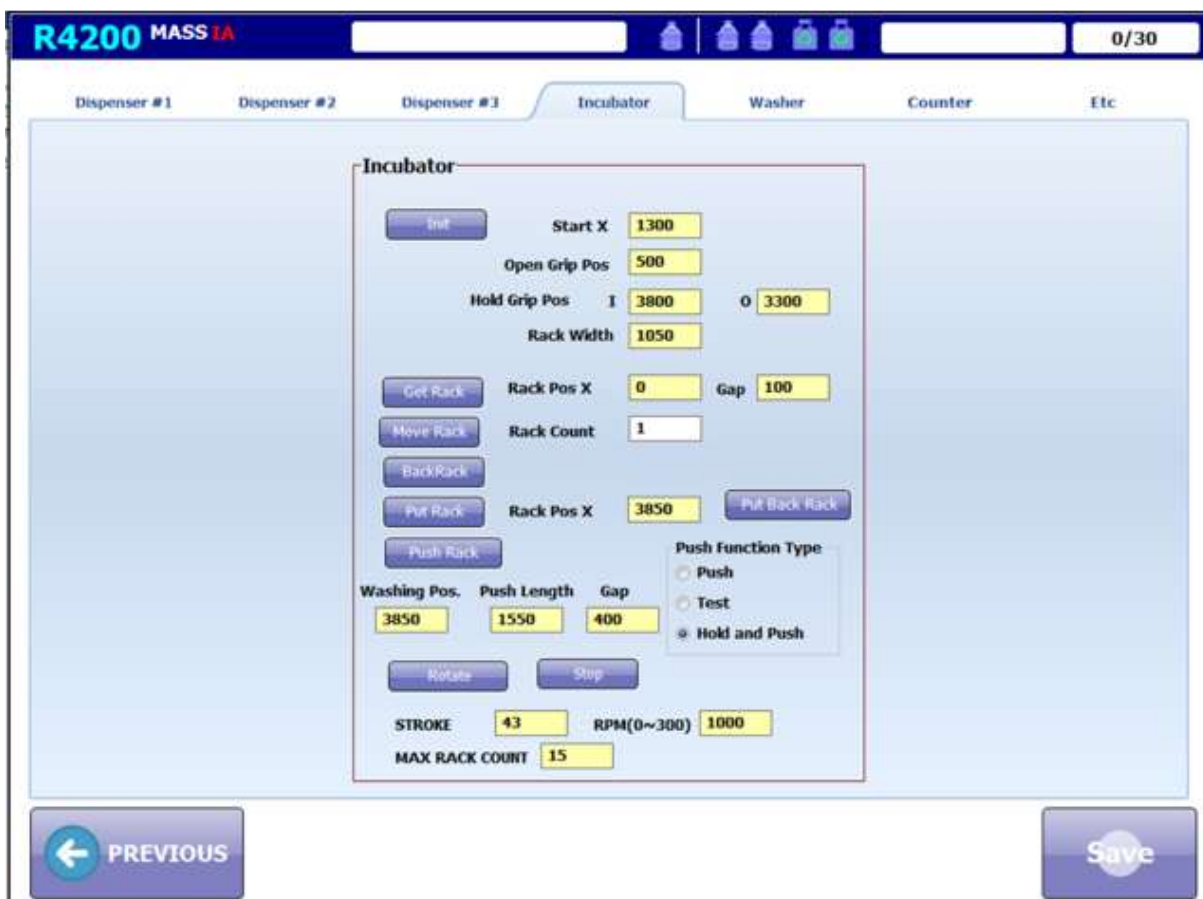 R4200 MASS IA 0/30
Dispenser #1 Dispenser #2 Dispenser #3 Incubator Washer Counter Etc
Incubator
Init Start X 1300
Open Grip Pos 500
Hold Grip Pos I 3800 O 3300
Rack Width 1050
Get Rack Rack Pos X 0 Gap 100
Move Rack Rack Count 1
BackRack
Put Rack Rack Pos X 3850 Put Back Rack
Push Rack Push Function Type
Push
Washing Pos. Push Length Gap
Test
3850 1550 400
Hold and Push
Rotate Stop
STROKE 43 RPM(0~300) 1000
MAX RACK COUNT 15
PREVIOUS Save